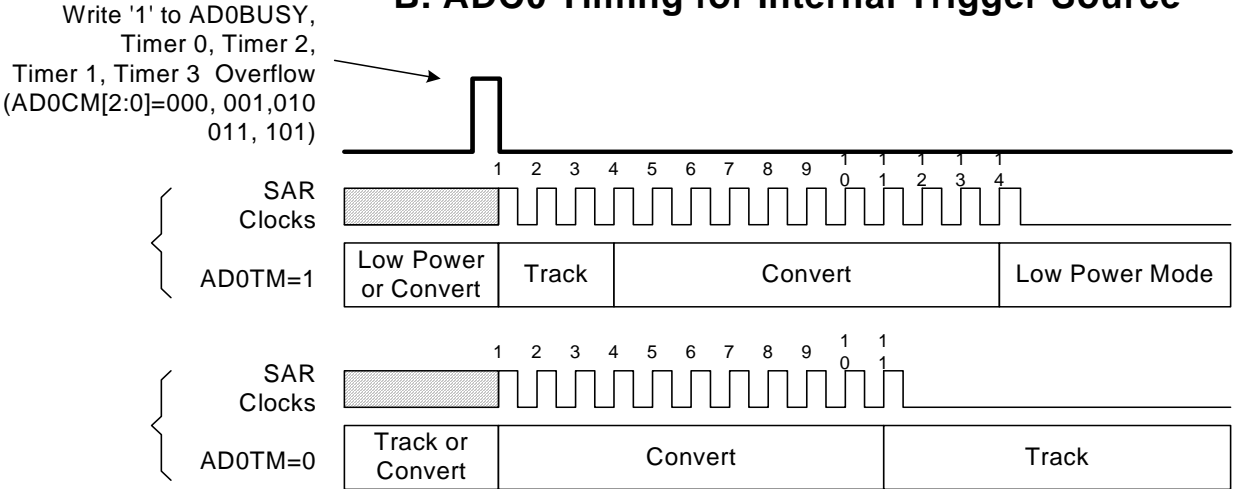 B. ADC0 Timing for Internal Trigger Source
Write '1' to AD0BUSY,
Timer 0, Timer 2,
Timer 1, Timer 3 Overflow
(AD0CM[2:0]=000, 001,010
011, 101)
1 2 3 4 5 6 7 8 9 10 11 12 13 14
SAR
Clocks
AD0TM=1
Low Power
or Convert
Track
Convert
Low Power Mode
1 2 3 4 5 6 7 8 9 10 11
SAR
Clocks
AD0TM=0
Track or
Convert
Convert
Track